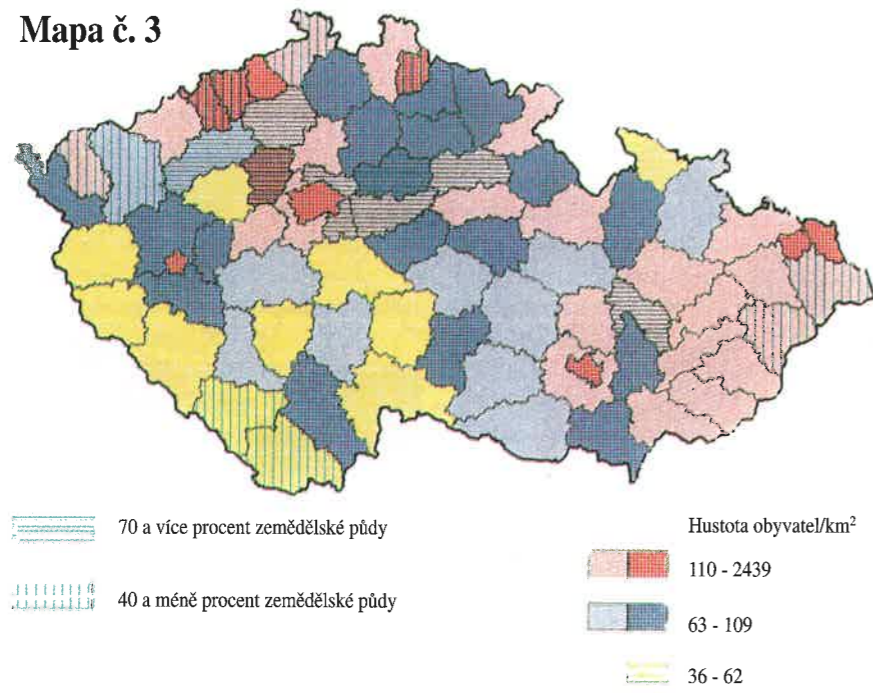 Mapa č. 3
70 a více procent zemědělské půdy
40 a méně procent zemědělské půdy
Hustota obyvatel/km²
110 - 2439
63 - 109
36 - 62